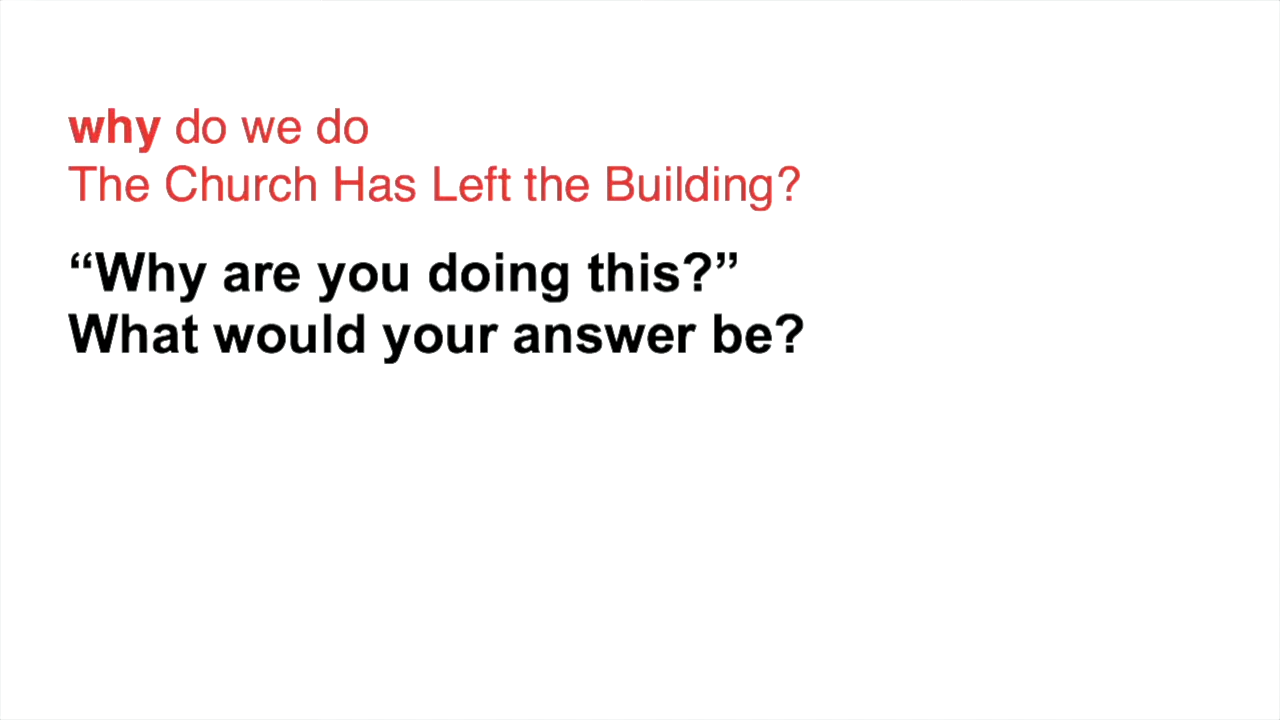 why do we do
The Church Has Left the Building?
“Why are you doing this?”
What would your answer be?